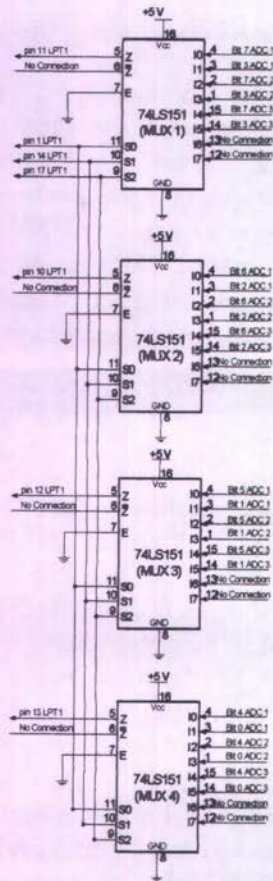 +5V
16
Vcc
pin 11 LPT1 5 Z I0 4 Bit 7 ADC 1
No Connection 6 Z I1 3 Bit 3 ADC 1
I2 2 Bit 7 ADC 2
7 E I3 1 Bit 3 ADC 2
74LS151 I4 15 Bit 7 ADC 3
pin 1 LPT1 11 S0 (MUX 1) I5 14 Bit 3 ADC 3
pin 14 LPT1 10 S1 I6 13 No Connection
pin 17 LPT1 9 S2 I7 12 No Connection
GND
8
+5V
16
Vcc
pin 10 LPT1 5 Z I0 4 Bit 6 ADC 1
No Connection 6 Z I1 3 Bit 2 ADC 1
I2 2 Bit 6 ADC 2
7 E I3 1 Bit 2 ADC 2
74LS151 I4 15 Bit 6 ADC 3
11 S0 (MUX 2) I5 14 Bit 2 ADC 3
10 S1 I6 13 No Connection
9 S2 I7 12 No Connection
GND
8
+5V
16
Vcc
pin 12 LPT1 5 Z I0 4 Bit 5 ADC 1
No Connection 6 Z I1 3 Bit 1 ADC 1
I2 2 Bit 5 ADC 2
7 E I3 1 Bit 1 ADC 2
74LS151 I4 15 Bit 5 ADC 3
11 S0 (MUX 3) I5 14 Bit 1 ADC 3
10 S1 I6 13 No Connection
9 S2 I7 12 No Connection
GND
8
+5V
16
Vcc
pin 13 LPT1 5 Z I0 4 Bit 4 ADC 1
No Connection 6 Z I1 3 Bit 0 ADC 1
I2 2 Bit 4 ADC 2
7 E I3 1 Bit 0 ADC 2
74LS151 I4 15 Bit 4 ADC 3
11 S0 (MUX 4) I5 14 Bit 0 ADC 3
10 S1 I6 13 No Connection
9 S2 I7 12 No Connection
GND
8